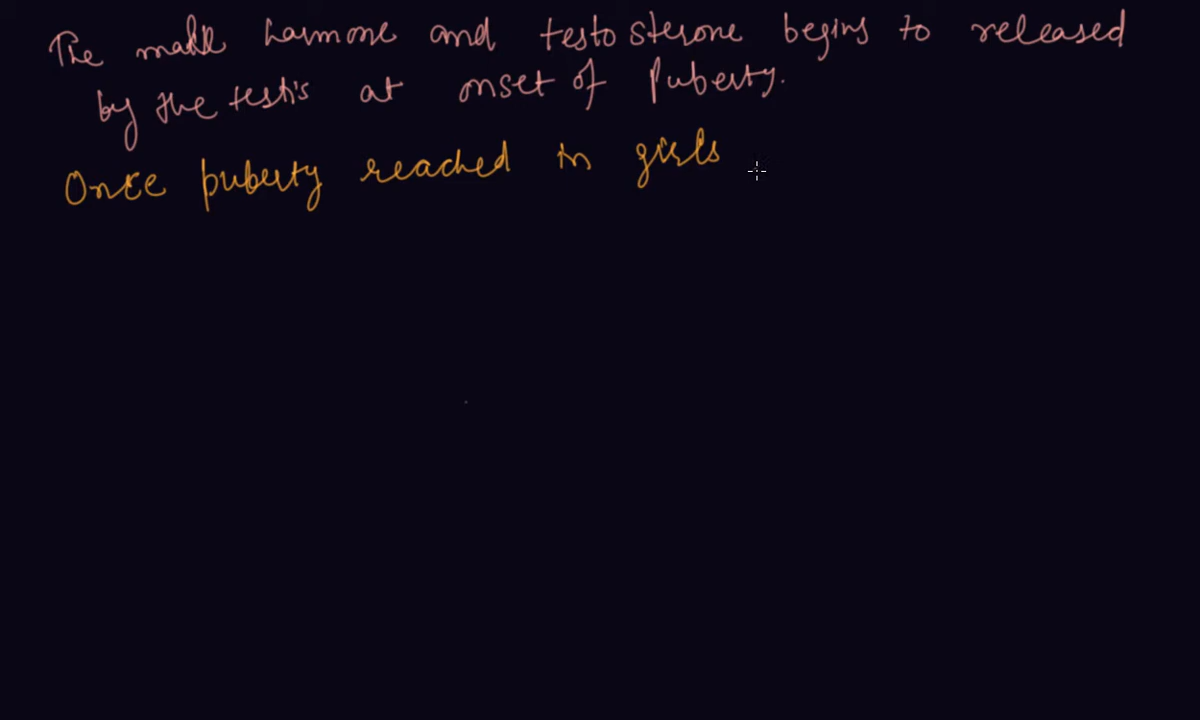 The male harmone and testosterone begins to released
by the testis at onset of puberty.
Once puberty reached in girls